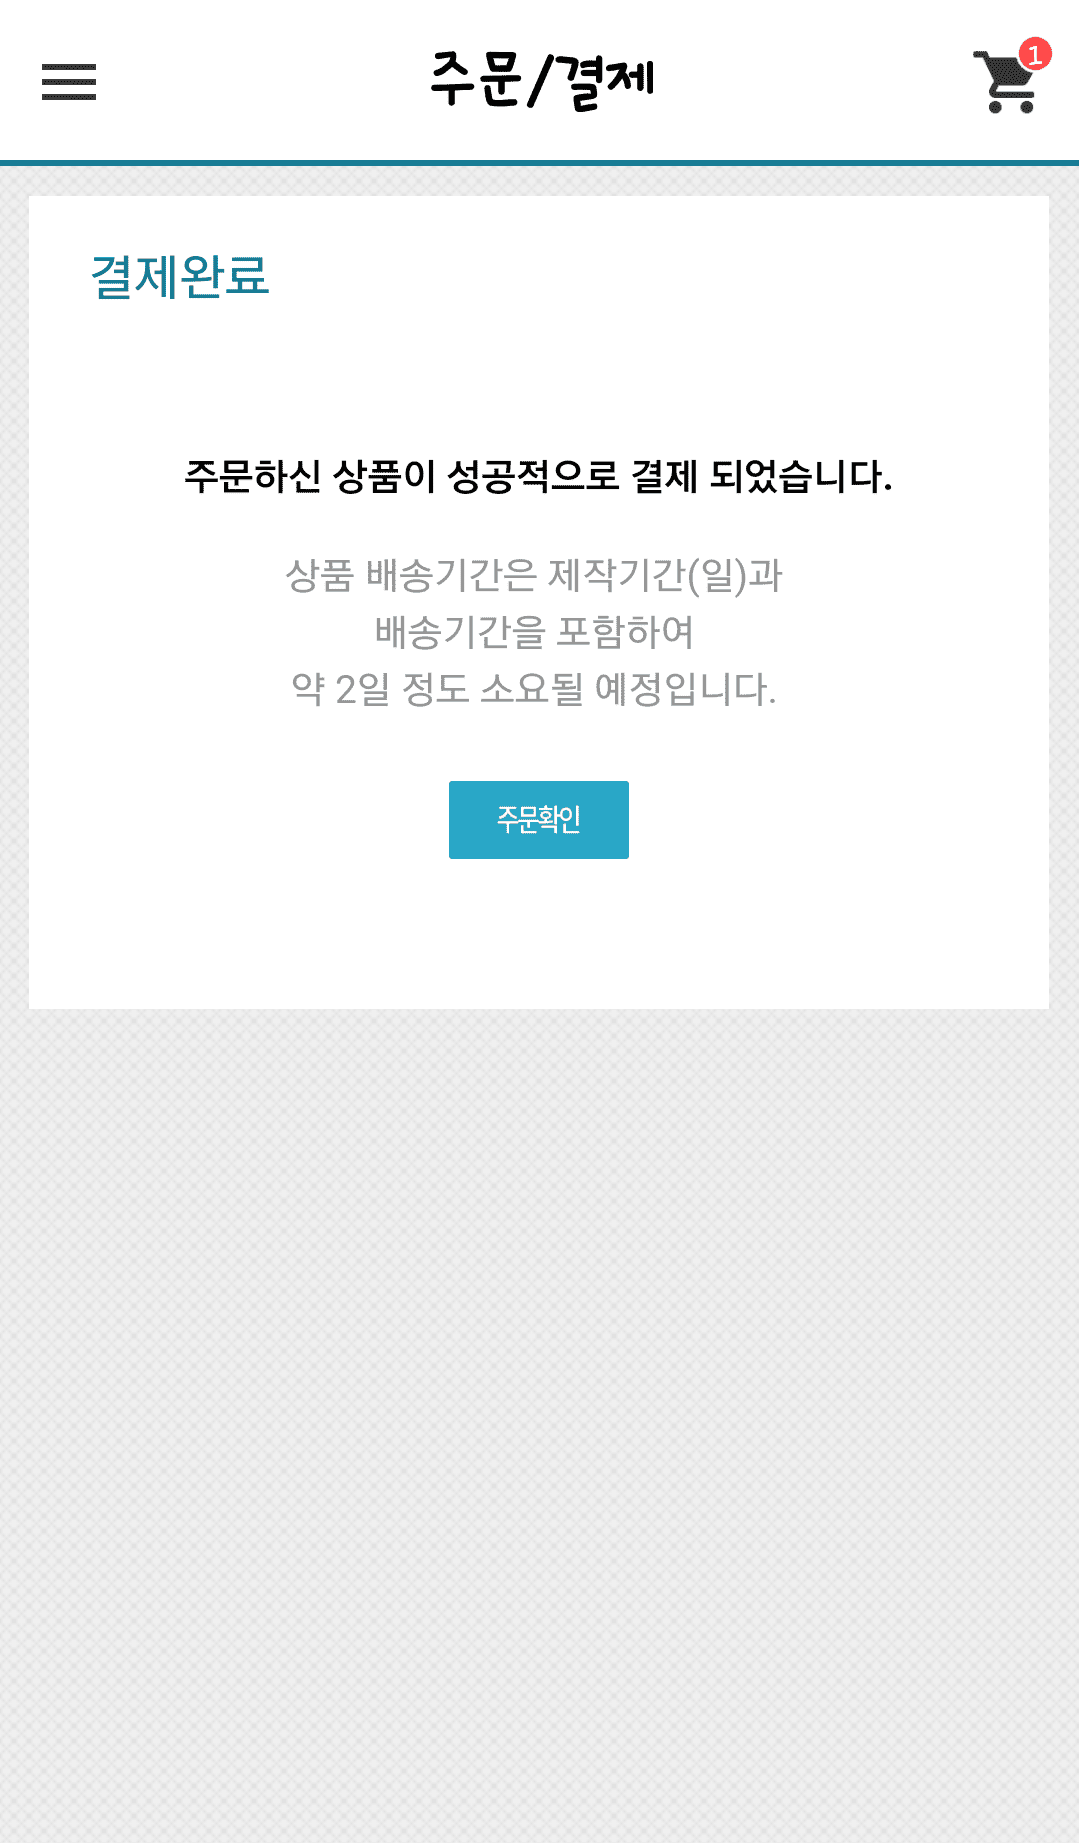 주문/결제
1
결제완료
주문하신 상품이 성공적으로 결제 되었습니다.
상품 배송기간은 제작기간(일)과
배송기간을 포함하여
약 2일 정도 소요될 예정입니다.
주문확인